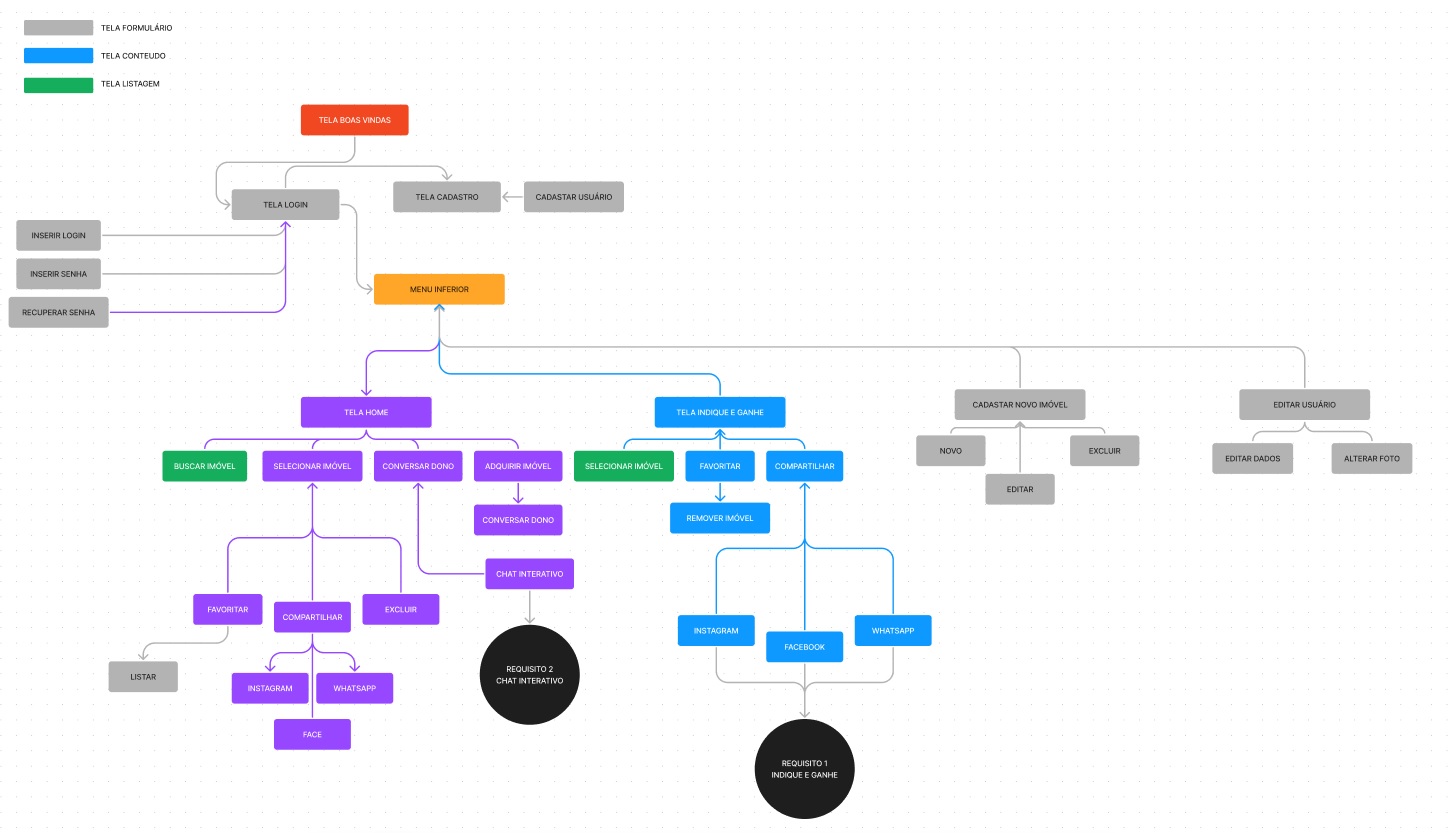 TELA FORMULÁRIO
TELA CONTEUDO
TELA LISTAGEM
TELA BOAS VINDAS
TELA LOGIN
TELA CADASTRO
CADASTAR USUÁRIO
INSERIR LOGIN
INSERIR SENHA
RECUPERAR SENHA
MENU INFERIOR
TELA HOME
TELA INDIQUE E GANHE
CADASTAR NOVO IMÓVEL
EDITAR USUÁRIO
BUSCAR IMÓVEL
SELECIONAR IMÓVEL
CONVERSAR DONO
ADQUIRIR IMÓVEL
SELECIONAR IMÓVEL
FAVORITAR
COMPARTILHAR
NOVO
EXCLUIR
EDITAR
EDITAR DADOS
ALTERAR FOTO
CONVERSAR DONO
REMOVER IMÓVEL
CHAT INTERATIVO
FAVORITAR
COMPARTILHAR
EXCLUIR
INSTAGRAM
FACEBOOK
WHATSAPP
LISTAR
INSTAGRAM
WHATSAPP
FACE
REQUISITO 2
CHAT INTERATIVO
REQUISITO 1
INDIQUE E GANHE